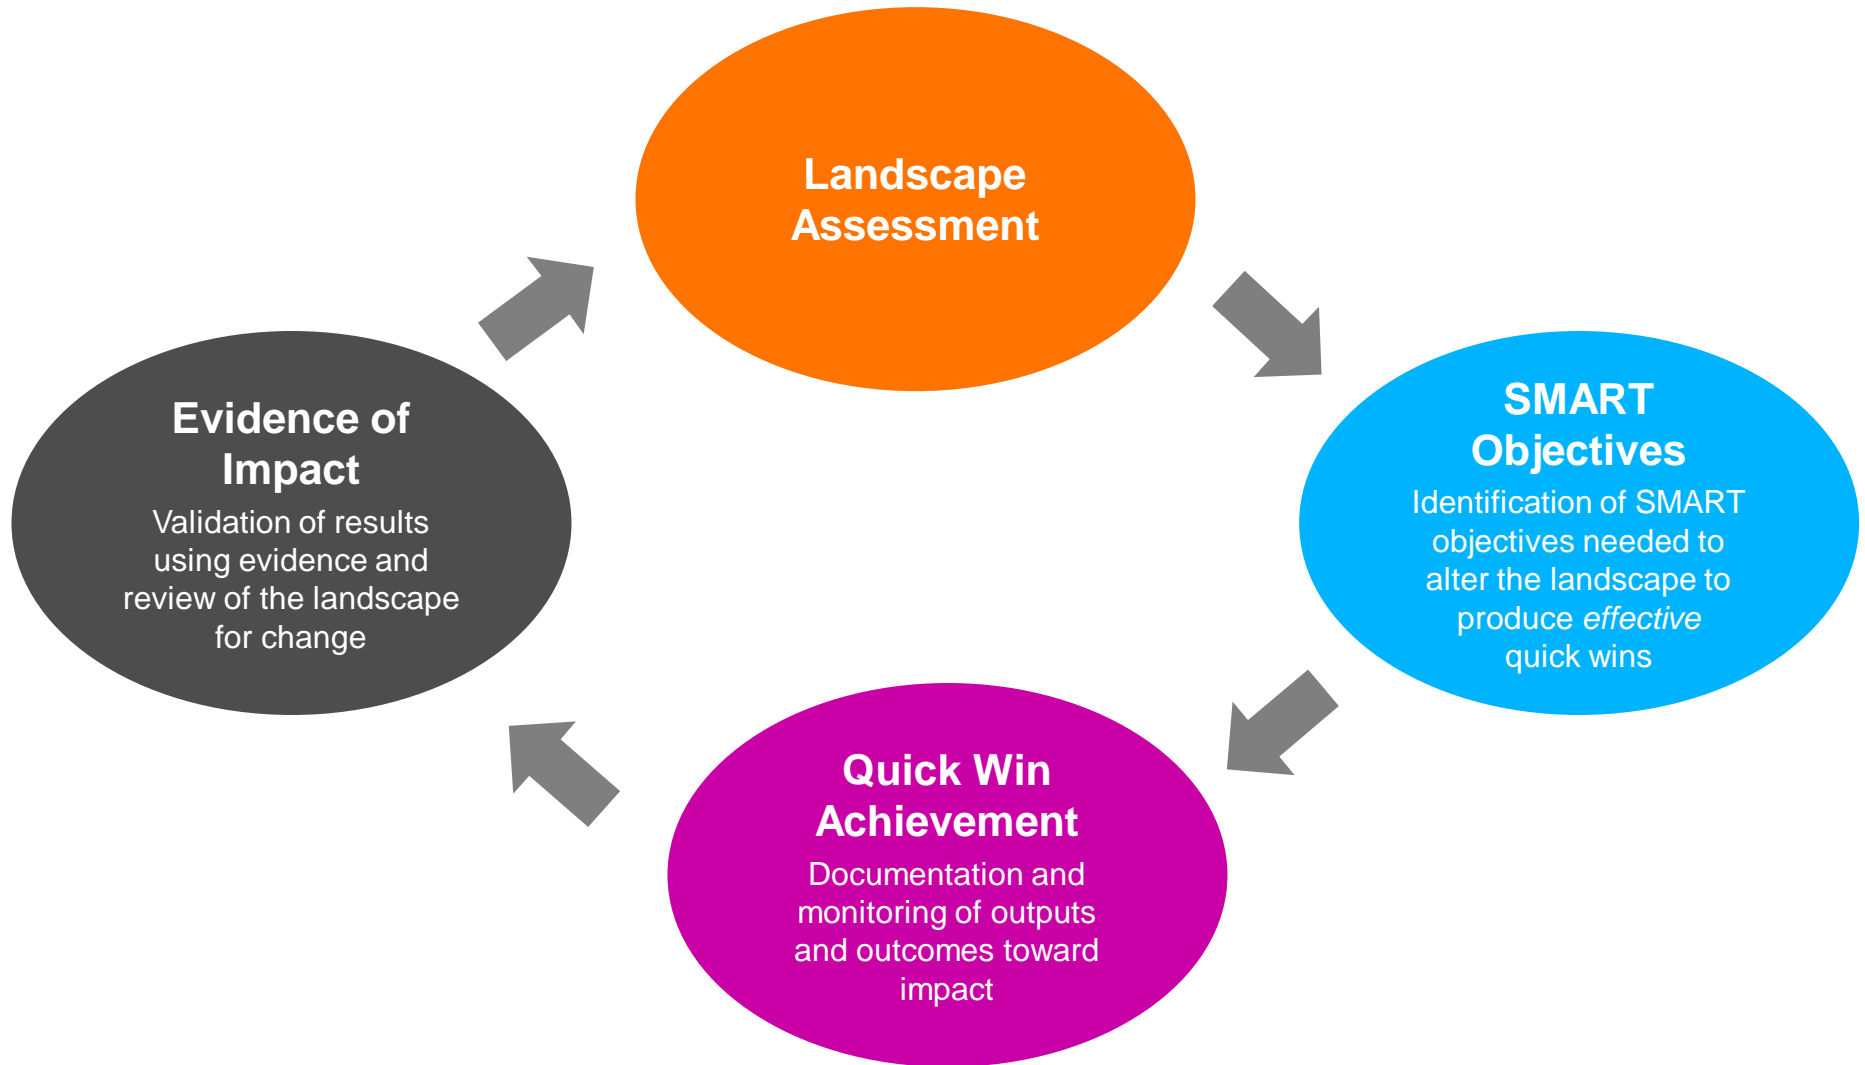 Landscape
Assessment
SMART
Objectives
Identification of SMART
objectives needed to
alter the landscape to
produce effective
quick wins
Quick Win
Achievement
Documentation and
monitoring of outputs
and outcomes toward
impact
Evidence of
Impact
Validation of results
using evidence and
review of the landscape
for change